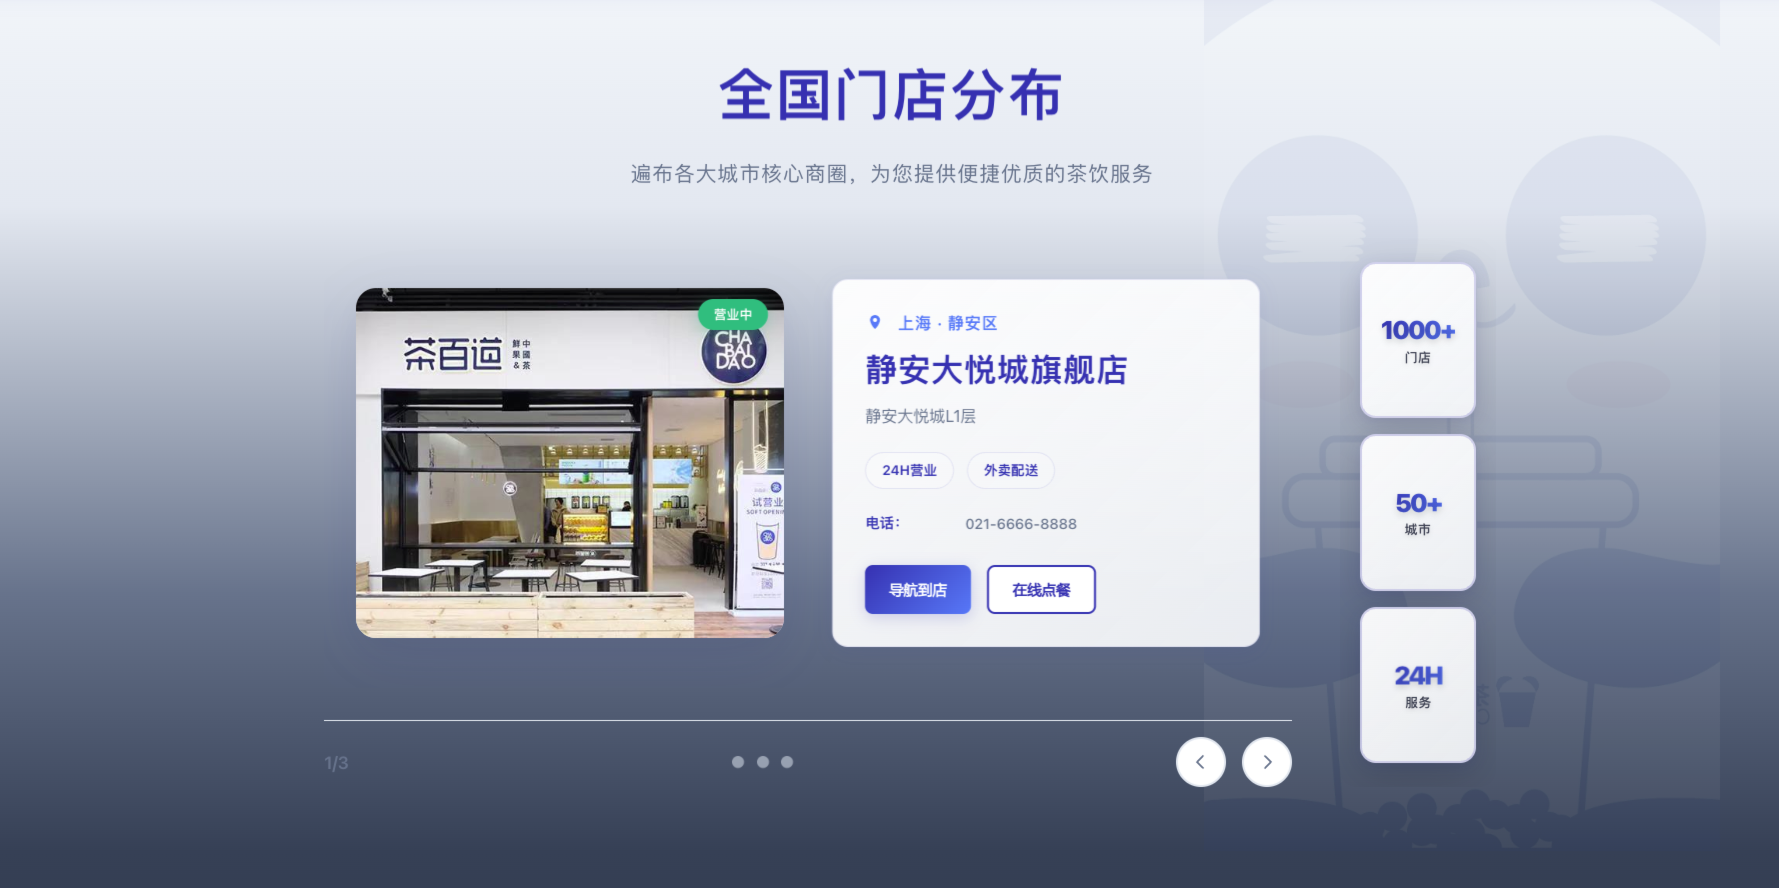 全国门店分布
遍布各大城市核心商圈，为您提供便捷优质的茶饮服务
营业中
茶百道
鲜中
果國
&茶
CHA
BAI
DAO
试营业
SOFT OPENIN
上海 · 静安区
静安大悦城旗舰店
静安大悦城L1层
24H营业
外卖配送
电话：
021-6666-8888
导航到店
在线点餐
1000+
门店
50+
城市
24H
服务
1/3